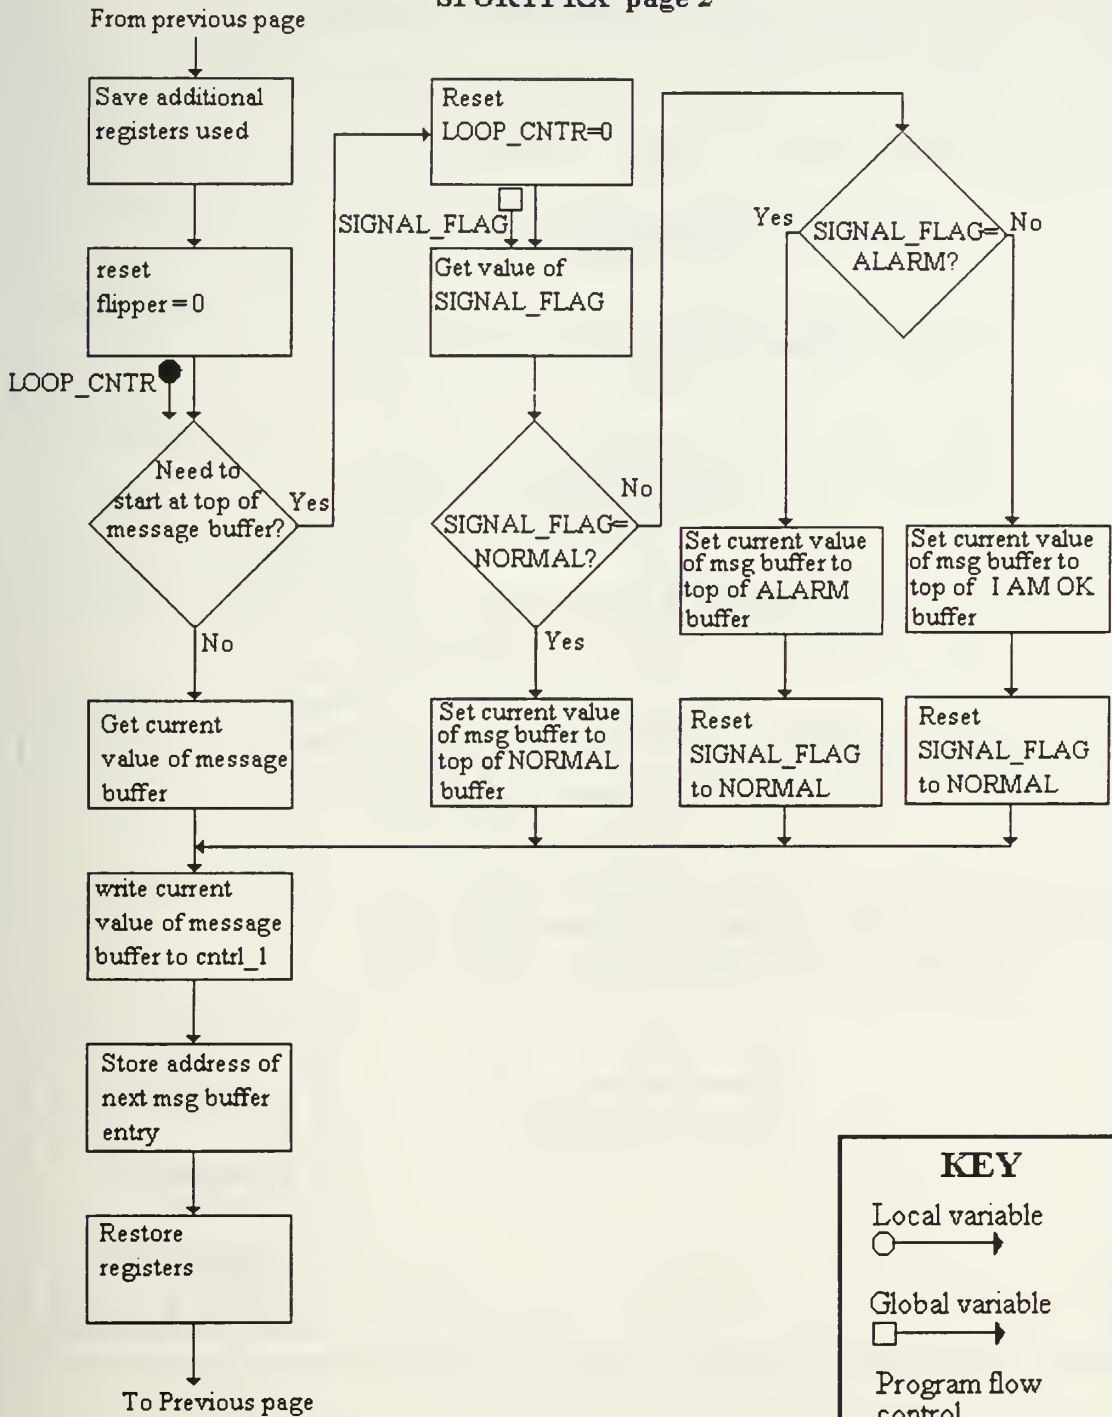 page 2
From previous page
Save additional
registers used
reset
flipper = 0
LOOP_CNTR
Need to
start at top of
message buffer?
Yes
No
Get current
value of message
buffer
write current
value of message
buffer to cntrl_1
Store address of
next msg buffer
entry
Restore
registers
To Previous page
Reset
LOOP_CNTR=0
SIGNAL_FLAG
Get value of
SIGNAL_FLAG
SIGNAL_FLAG=
NORMAL?
No
Yes
Set current value
of msg buffer to
top of NORMAL
buffer
SIGNAL_FLAG=
ALARM?
Yes
No
Set current value
of msg buffer to
top of ALARM
buffer
Reset
SIGNAL_FLAG
to NORMAL
Set current value
of msg buffer to
top of I AM OK
buffer
Reset
SIGNAL_FLAG
to NORMAL
KEY
Local variable
Global variable
Program flow
control